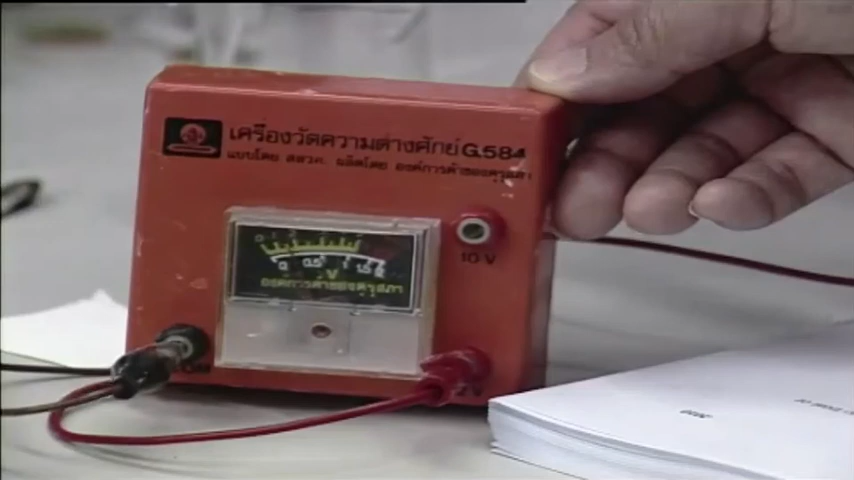 เครื่องวัดความต่างศักย์ G.584
แบบโดย สสวท. ผลิตโดย องค์การค้าของคุรุสภา
10 V
0 0.5 1 1.5 2
V
องค์การค้าของคุรุสภา
2V